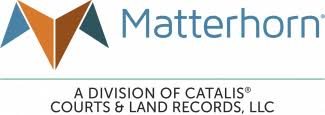 Matterhorn®
A DIVISION OF CATALIS®
COURTS & LAND RECORDS, LLC